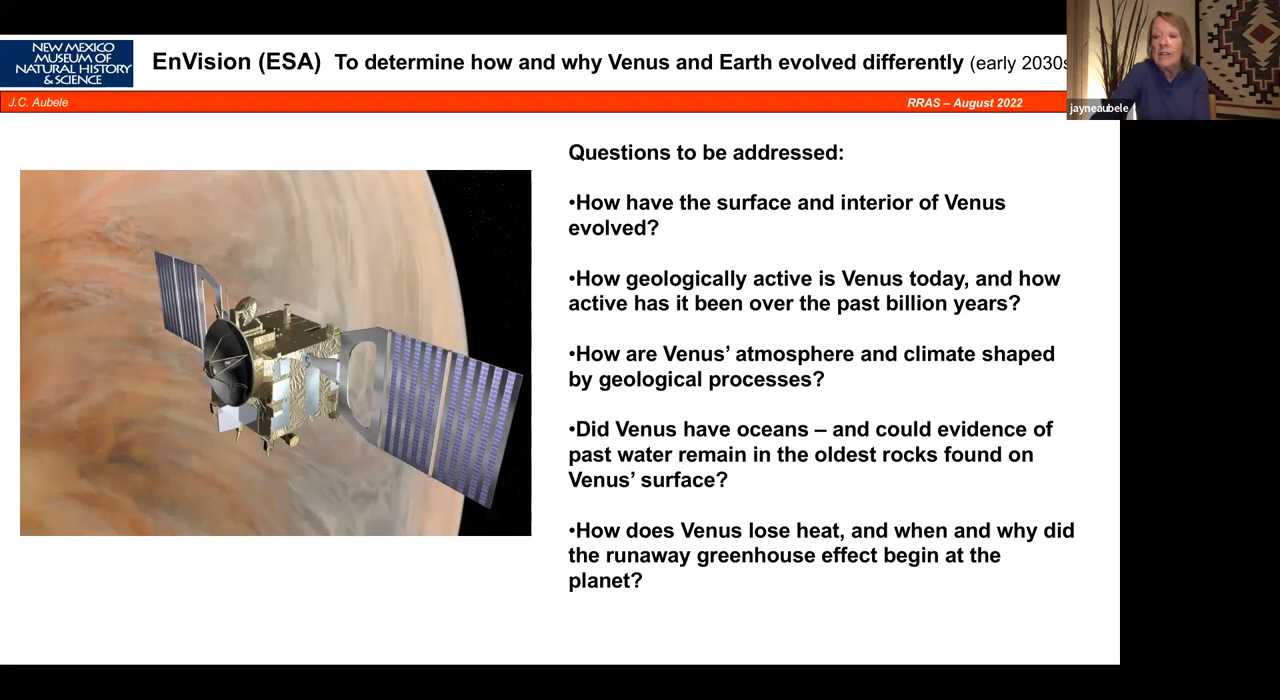 NEW MEXICO
MUSEUM OF
NATURAL HISTORY
& SCIENCE
EnVision (ESA) To determine how and why Venus and Earth evolved differently (early 2030s
J.C. Aubele
RRAS – August 2022
jayneaubele
Questions to be addressed:
•How have the surface and interior of Venus
evolved?
•How geologically active is Venus today, and how
active has it been over the past billion years?
•How are Venus’ atmosphere and climate shaped
by geological processes?
•Did Venus have oceans – and could evidence of
past water remain in the oldest rocks found on
Venus’ surface?
•How does Venus lose heat, and when and why did
the runaway greenhouse effect begin at the
planet?